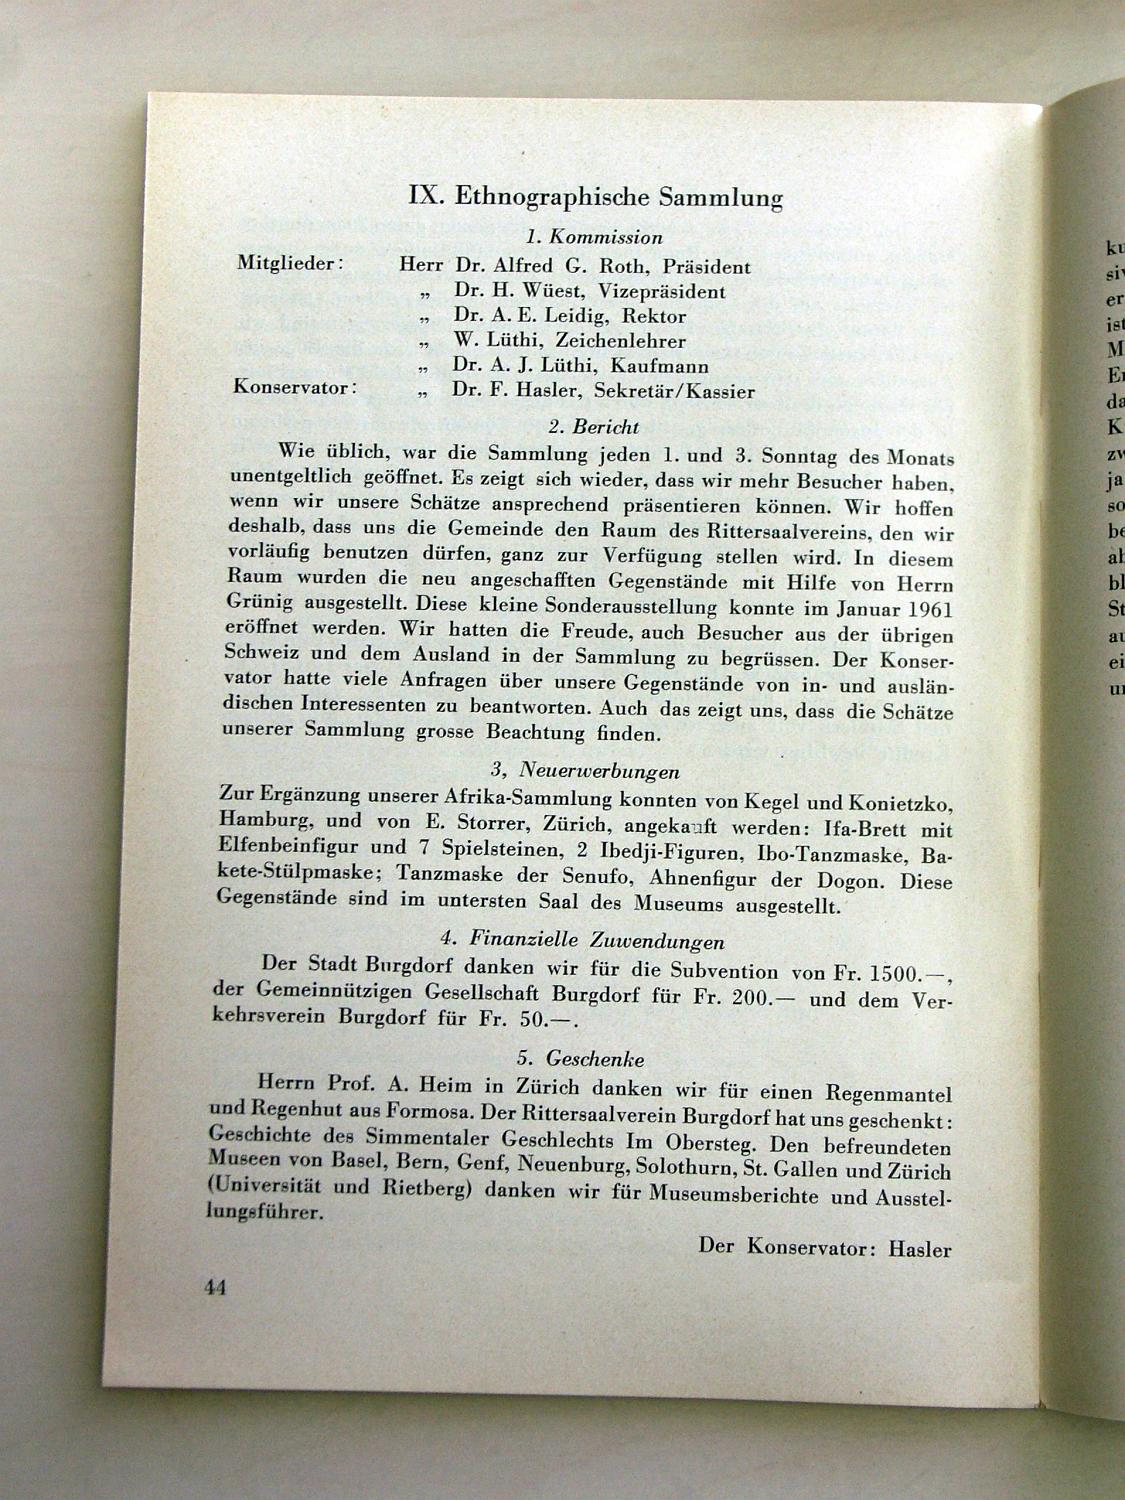 IX. Ethnographische Sammlung
1. Kommission
Mitglieder: Herr Dr. Alfred G. Roth, Präsident
„ Dr. H. Wüest, Vizepräsident
„ Dr. A. E. Leidig, Rektor
„ W. Lüthi, Zeichenlehrer
„ Dr. A. J. Lüthi, Kaufmann
Konservator: „ Dr. F. Hasler, Sekretär/Kassier
2. Bericht
Wie üblich, war die Sammlung jeden 1. und 3. Sonntag des Monats
unentgeltlich geöffnet. Es zeigt sich wieder, dass wir mehr Besucher haben,
wenn wir unsere Schätze ansprechend präsentieren können. Wir hoffen
deshalb, dass uns die Gemeinde den Raum des Rittersaalvereins, den wir
vorläufig benutzen dürfen, ganz zur Verfügung stellen wird. In diesem
Raum wurden die neu angeschafften Gegenstände mit Hilfe von Herrn
Grünig ausgestellt. Diese kleine Sonderausstellung konnte im Januar 1961
eröffnet werden. Wir hatten die Freude, auch Besucher aus der übrigen
Schweiz und dem Ausland in der Sammlung zu begrüssen. Der Konser-
vator hatte viele Anfragen über unsere Gegenstände von in- und auslän-
dischen Interessenten zu beantworten. Auch das zeigt uns, dass die Schätze
unserer Sammlung grosse Beachtung finden.
3, Neuerwerbungen
Zur Ergänzung unserer Afrika-Sammlung konnten von Kegel und Konietzko,
Hamburg, und von E. Storrer, Zürich, angekauft werden: Ifa-Brett mit
Elfenbeinfigur und 7 Spielsteinen, 2 Ibedji-Figuren, Ibo-Tanzmaske, Ba-
kete-Stülpmaske; Tanzmaske der Senufo, Ahnenfigur der Dogon. Diese
Gegenstände sind im untersten Saal des Museums ausgestellt.
4. Finanzielle Zuwendungen
Der Stadt Burgdorf danken wir für die Subvention von Fr. 1500.—,
der Gemeinnützigen Gesellschaft Burgdorf für Fr. 200.— und dem Ver-
kehrsverein Burgdorf für Fr. 50.—.
5. Geschenke
Herrn Prof. A. Heim in Zürich danken wir für einen Regenmantel
und Regenhut aus Formosa. Der Rittersaalverein Burgdorf hat uns geschenkt:
Geschichte des Simmentaler Geschlechts Im Obersteg. Den befreundeten
Museen von Basel, Bern, Genf, Neuenburg, Solothurn, St. Gallen und Zürich
(Universität und Rietberg) danken wir für Museumsberichte und Ausstel-
lungsführer.
Der Konservator: Hasler
44